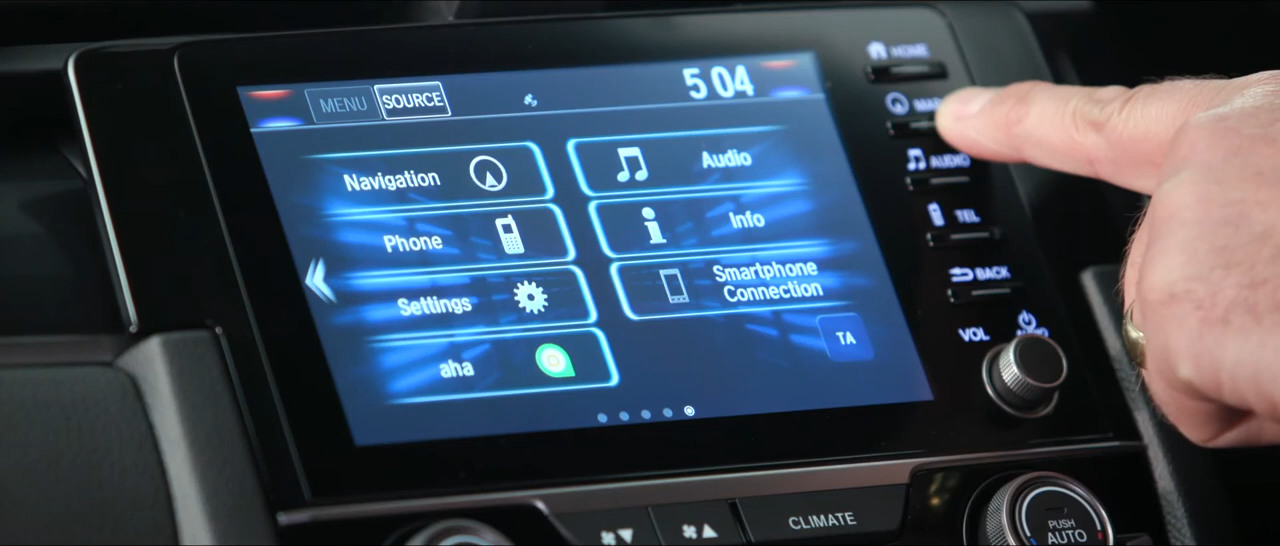 MENU SOURCE
5 04
Navigation
Audio
Phone
Info
Settings
Smartphone
Connection
aha
TA
HOME
AUDIO
TEL
BACK
VOL
AUDIO
CLIMATE
PUSH
AUTO